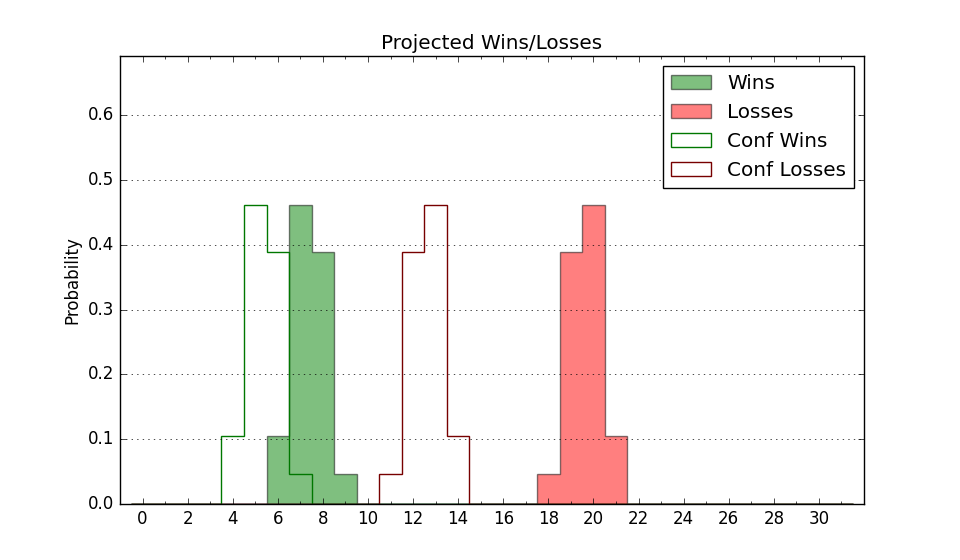 Projected Wins/Losses
Wins
Losses
Conf Wins
Conf Losses
Probability
0.6
0.5
0.4
0.3
0.2
0.1
0.0
0 2 4 6 8 10 12 14 16 18 20 22 24 26 28 30